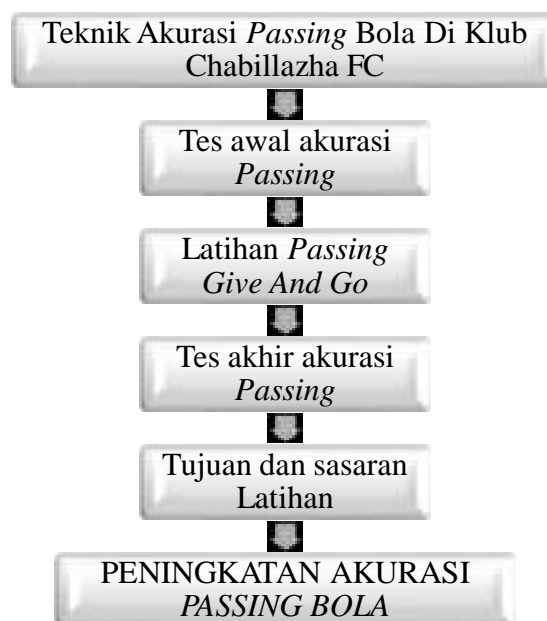 Teknik Akurasi Passing Bola Di Klub
Chabillazha FC
Tes awal akurasi
Passing
Latihan Passing
Give And Go
Tes akhir akurasi
Passing
Tujuan dan sasaran
Latihan
PENINGKATAN AKURASI
PASSING BOLA